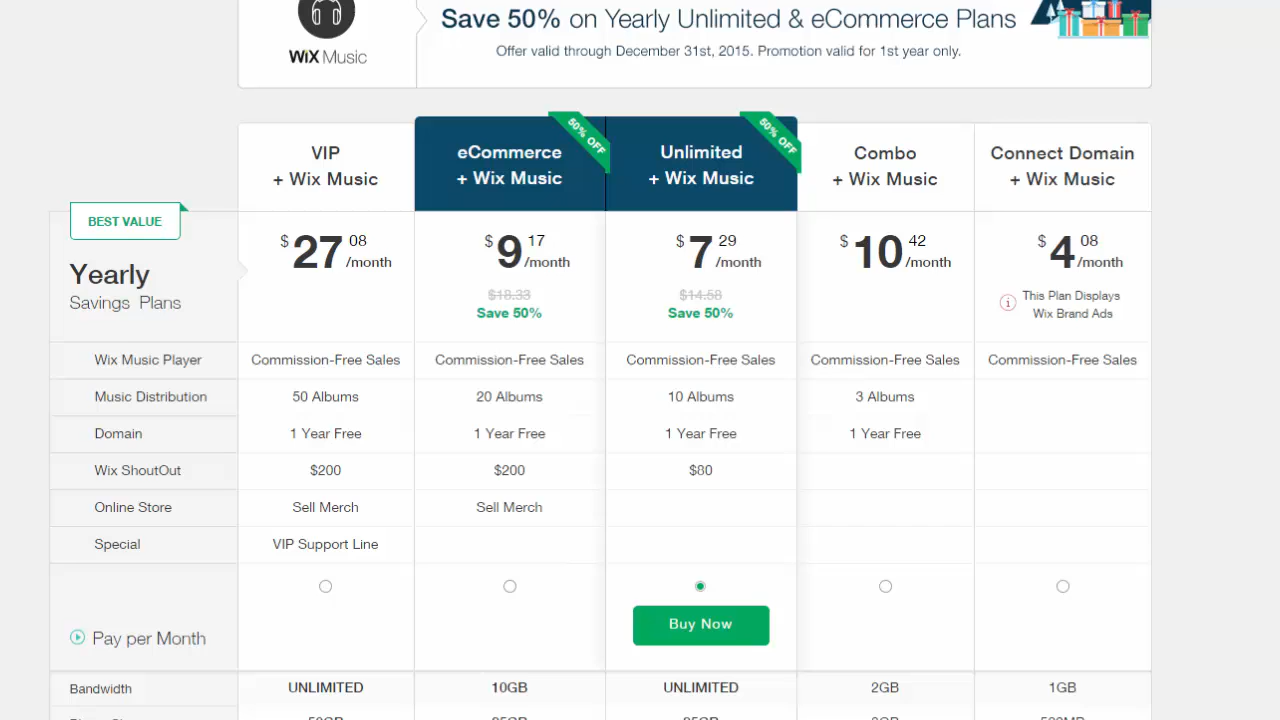 Save 50% on Yearly Unlimited & eCommerce Plans
WiX Music
Offer valid through December 31st, 2015. Promotion valid for 1st year only.
50% OFF
50% OFF
VIP + Wix Music
eCommerce + Wix Music
Unlimited + Wix Music
Combo + Wix Music
Connect Domain + Wix Music
BEST VALUE
Yearly
Savings Plans
$27 08 /month
$9 17 /month
$18.33
Save 50%
$7 29 /month
$14.58
Save 50%
$10 42 /month
$4 08 /month
This Plan Displays
Wix Brand Ads
Wix Music Player Commission-Free Sales Commission-Free Sales Commission-Free Sales Commission-Free Sales Commission-Free Sales
Music Distribution 50 Albums 20 Albums 10 Albums 3 Albums
Domain 1 Year Free 1 Year Free 1 Year Free 1 Year Free
Wix ShoutOut $200 $200 $80
Online Store Sell Merch Sell Merch
Special VIP Support Line
Buy Now
Pay per Month
Bandwidth UNLIMITED 10GB UNLIMITED 2GB 1GB